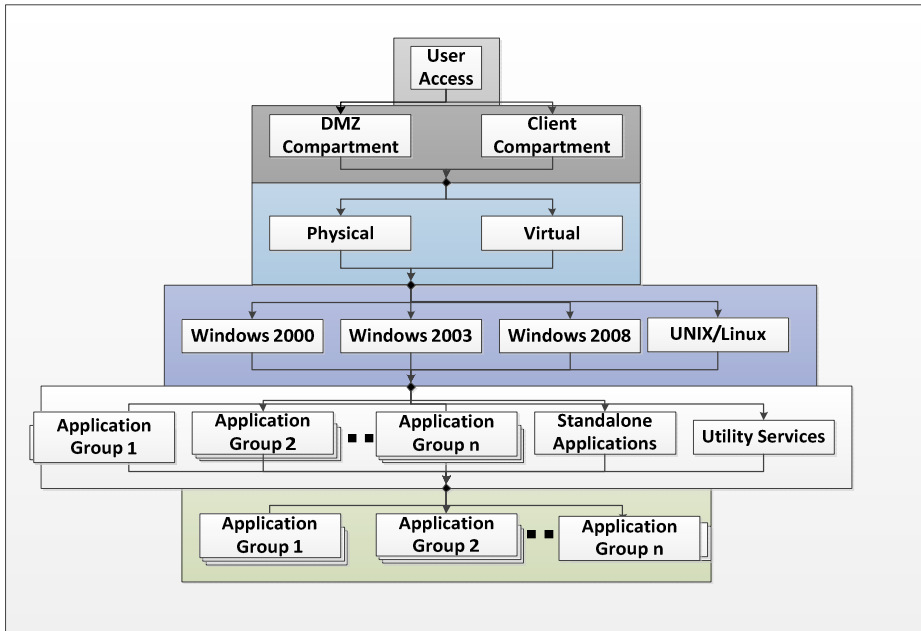 User
Access
DMZ
Compartment
Client
Compartment
Physical
Virtual
Windows 2000
Windows 2003
Windows 2008
UNIX/Linux
Application
Group 1
Application
Group 2
Application
Group n
Standalone
Applications
Utility Services
Application
Group 1
Application
Group 2
Application
Group n